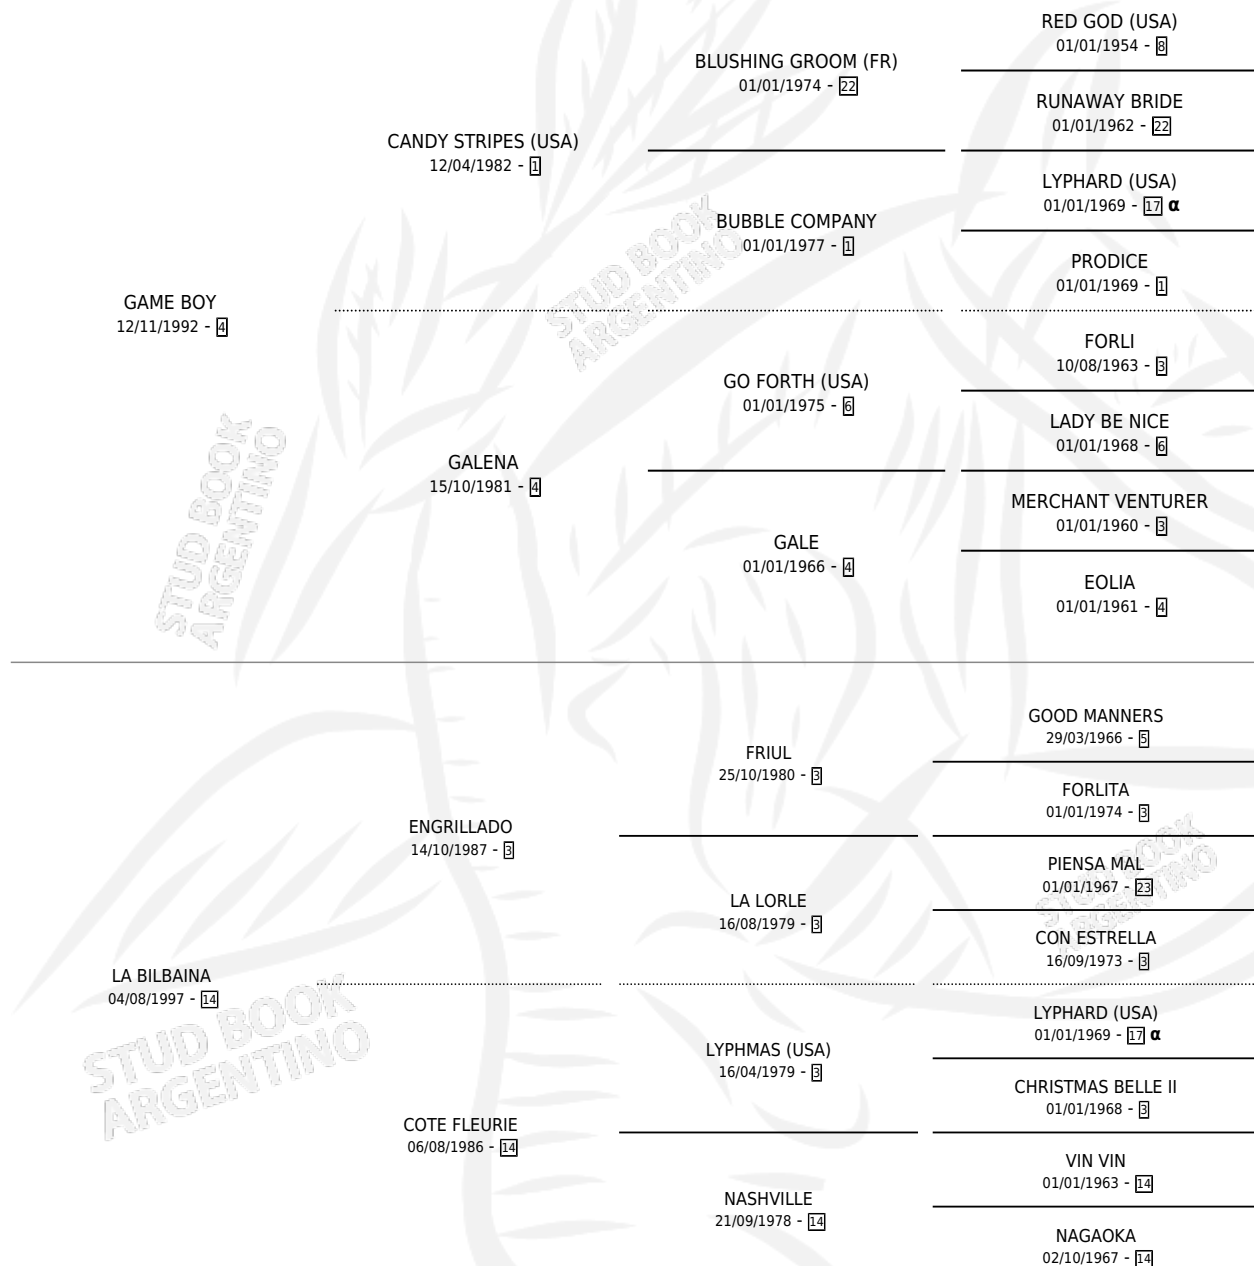 RED GOD (USA)
01/01/1954 - 8
BLUSHING GROOM (FR)
01/01/1974 - 22
RUNAWAY BRIDE
01/01/1962 - 22
CANDY STRIPES (USA)
12/04/1982 - 1
LYPHARD (USA)
01/01/1969 - 17 α
BUBBLE COMPANY
01/01/1977 - 1
PRODICE
01/01/1969 - 1
GAME BOY
12/11/1992 - 4
FORLI
10/08/1963 - 3
GO FORTH (USA)
01/01/1975 - 6
LADY BE NICE
01/01/1968 - 6
GALENA
15/10/1981 - 4
MERCHANT VENTURER
01/01/1960 - 3
GALE
01/01/1966 - 4
EOLIA
01/01/1961 - 4
STUD BOOK
ARGENTINO
STUD BOOK
ARGENTINO
GOOD MANNERS
29/03/1966 - 5
FRIUL
25/10/1980 - 3
FORLITA
01/01/1974 - 3
ENGRILLADO
14/10/1987 - 3
PIENSA MAL
01/01/1967 - 23
LA LORLE
16/08/1979 - 3
CON ESTRELLA
16/09/1973 - 3
LA BILBAINA
04/08/1997 - 14
LYPHARD (USA)
01/01/1969 - 17 α
LYPHMAS (USA)
16/04/1979 - 3
CHRISTMAS BELLE II
01/01/1968 - 3
COTE FLEURIE
06/08/1986 - 14
VIN VIN
01/01/1963 - 14
NASHVILLE
21/09/1978 - 14
NAGAOKA
02/10/1967 - 14
STUD BOOK
ARGENTINO
STUD BOOK
ARGENTINO